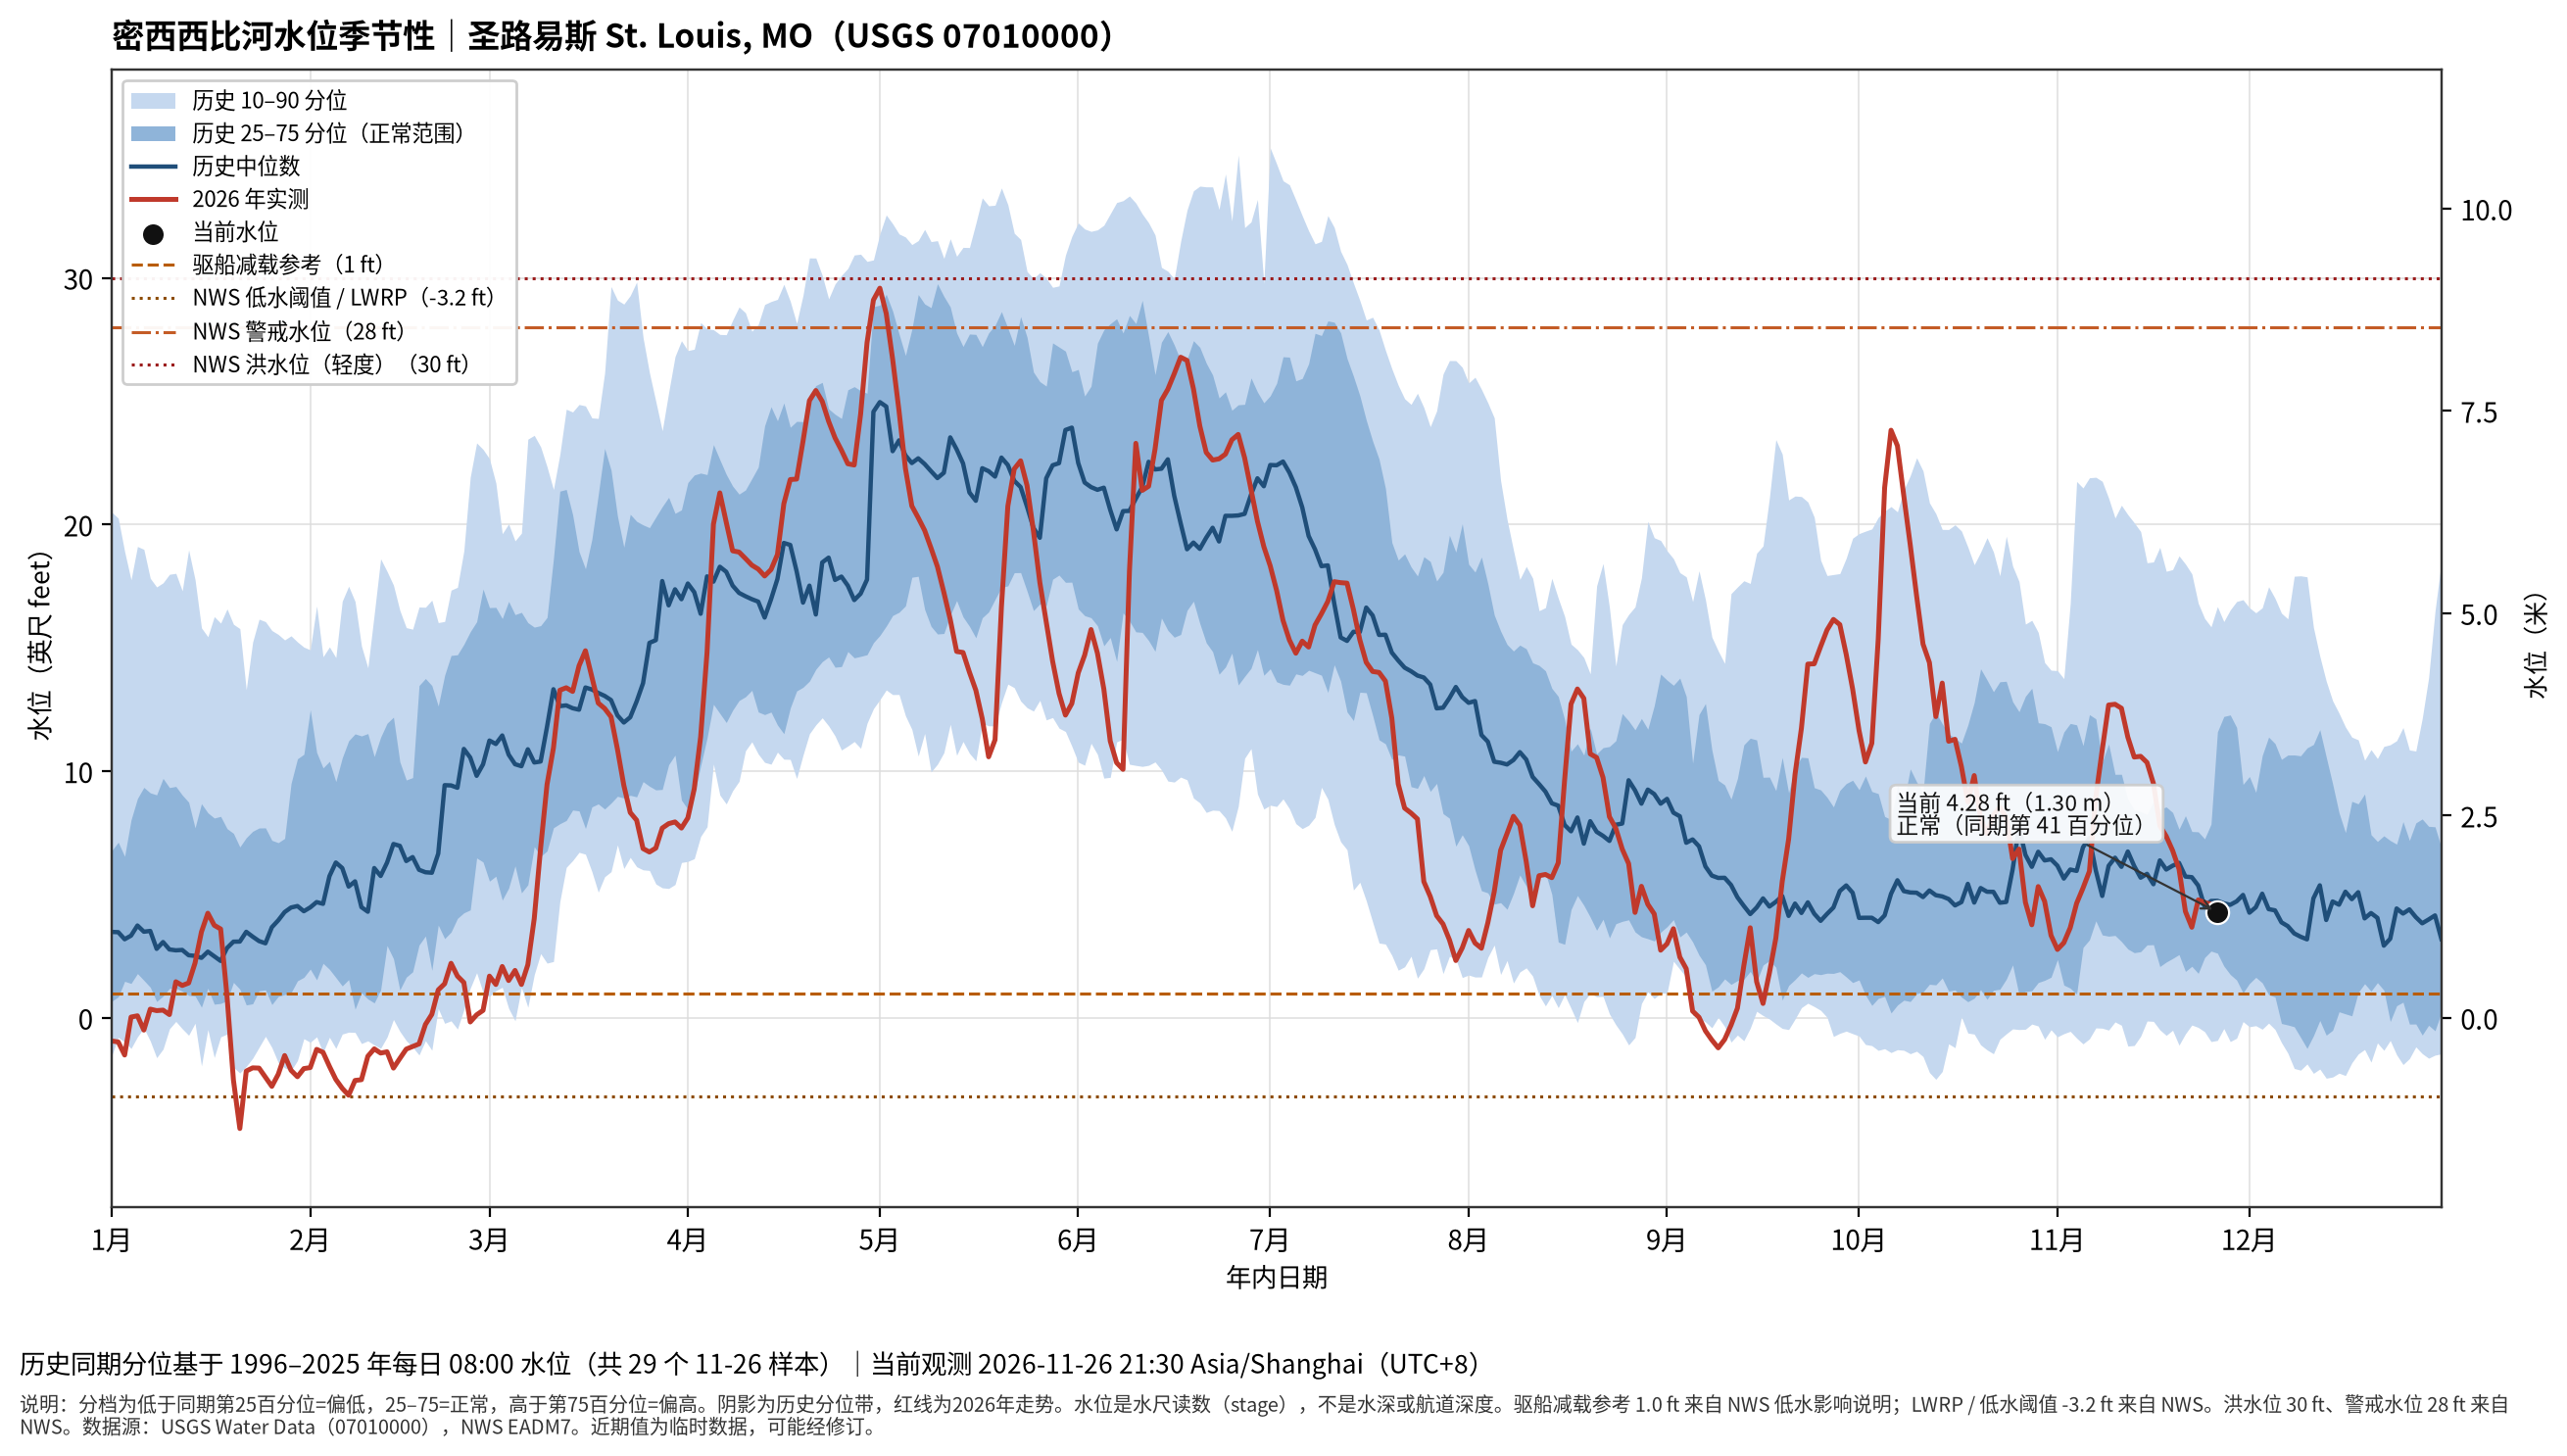 密西西比河水位季节性｜圣路易斯 St. Louis, MO（USGS 07010000）
历史 10–90 分位
历史 25–75 分位（正常范围）
历史中位数
2026 年实测
当前水位
驱船减载参考（1 ft）
NWS 低水阈值 / LWRP（-3.2 ft）
NWS 警戒水位（28 ft）
NWS 洪水位（轻度）（30 ft）
水位（英尺 feet）
30
20
10
0
10.0
7.5
5.0
2.5
0.0
水位（米）
当前 4.28 ft（1.30 m）
正常（同期第 41 百分位）
1月 2月 3月 4月 5月 6月 7月 8月 9月 10月 11月 12月
年内日期
历史同期分位基于 1996–2025 年每日 08:00 水位（共 29 个 11-26 样本）｜当前观测 2026-11-26 21:30 Asia/Shanghai（UTC+8）
说明：分档为低于同期第25百分位=偏低，25–75=正常，高于第75百分位=偏高。阴影为历史分位带，红线为2026年走势。水位是水尺读数（stage），不是水深或航道深度。驱船减载参考 1.0 ft 来自 NWS 低水影响说明；LWRP / 低水阈值 -3.2 ft 来自 NWS。洪水位 30 ft、警戒水位 28 ft 来自
NWS。数据源：USGS Water Data（07010000），NWS EADM7。近期值为临时数据，可能经修订。